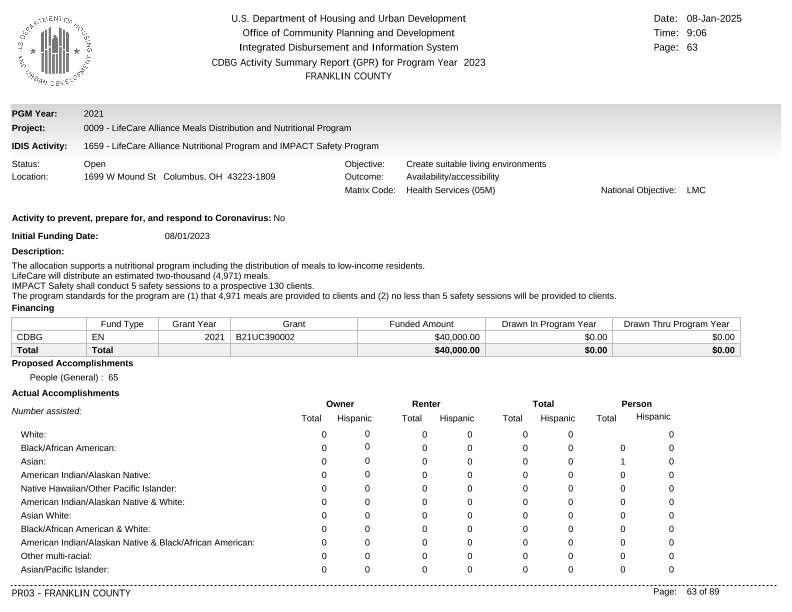 U.S. Department of Housing and Urban Development
Office of Community Planning and Development
Integrated Disbursement and Information System
CDBG Activity Summary Report (GPR) for Program Year 2023
FRANKLIN COUNTY
Date: 08-Jan-2025
Time: 9:06
Page: 63
U.S. DEPARTMENT OF HOUSING AND URBAN DEVELOPMENT
PGM Year: 2021
Project: 0009 - LifeCare Alliance Meals Distribution and Nutritional Program
IDIS Activity: 1659 - LifeCare Alliance Nutritional Program and IMPACT Safety Program
Status: Open Objective: Create suitable living environments
Location: 1699 W Mound St Columbus, OH 43223-1809 Outcome: Availability/accessibility
Matrix Code: Health Services (05M) National Objective: LMC
Activity to prevent, prepare for, and respond to Coronavirus: No
Initial Funding Date: 08/01/2023
Description:
The allocation supports a nutritional program including the distribution of meals to low-income residents.
LifeCare will distribute an estimated two-thousand (4,971) meals.
IMPACT Safety shall conduct 5 safety sessions to a prospective 130 clients.
The program standards for the program are (1) that 4,971 meals are provided to clients and (2) no less than 5 safety sessions will be provided to clients.
Financing
Fund Type Grant Year Grant Funded Amount Drawn In Program Year Drawn Thru Program Year
CDBG EN 2021 B21UC390002 $40,000.00 $0.00 $0.00
Total Total $40,000.00 $0.00 $0.00
Proposed Accomplishments
People (General) : 65
Actual Accomplishments
Number assisted: Owner Renter Total Person
Total Hispanic Total Hispanic Total Hispanic Total Hispanic
White: 0 0 0 0 0 0 0
Black/African American: 0 0 0 0 0 0 0 0
Asian: 0 0 0 0 0 0 1 0
American Indian/Alaskan Native: 0 0 0 0 0 0 0
Native Hawaiian/Other Pacific Islander: 0 0 0 0 0 0 0
American Indian/Alaskan Native & White: 0 0 0 0 0 0 0
Asian White: 0 0 0 0 0 0 0
Black/African American & White: 0 0 0 0 0 0 0
American Indian/Alaskan Native & Black/African American: 0 0 0 0 0 0 0
Other multi-racial: 0 0 0 0 0 0 0
Asian/Pacific Islander: 0 0 0 0 0 0 0
PR03 - FRANKLIN COUNTY Page: 63 of 89